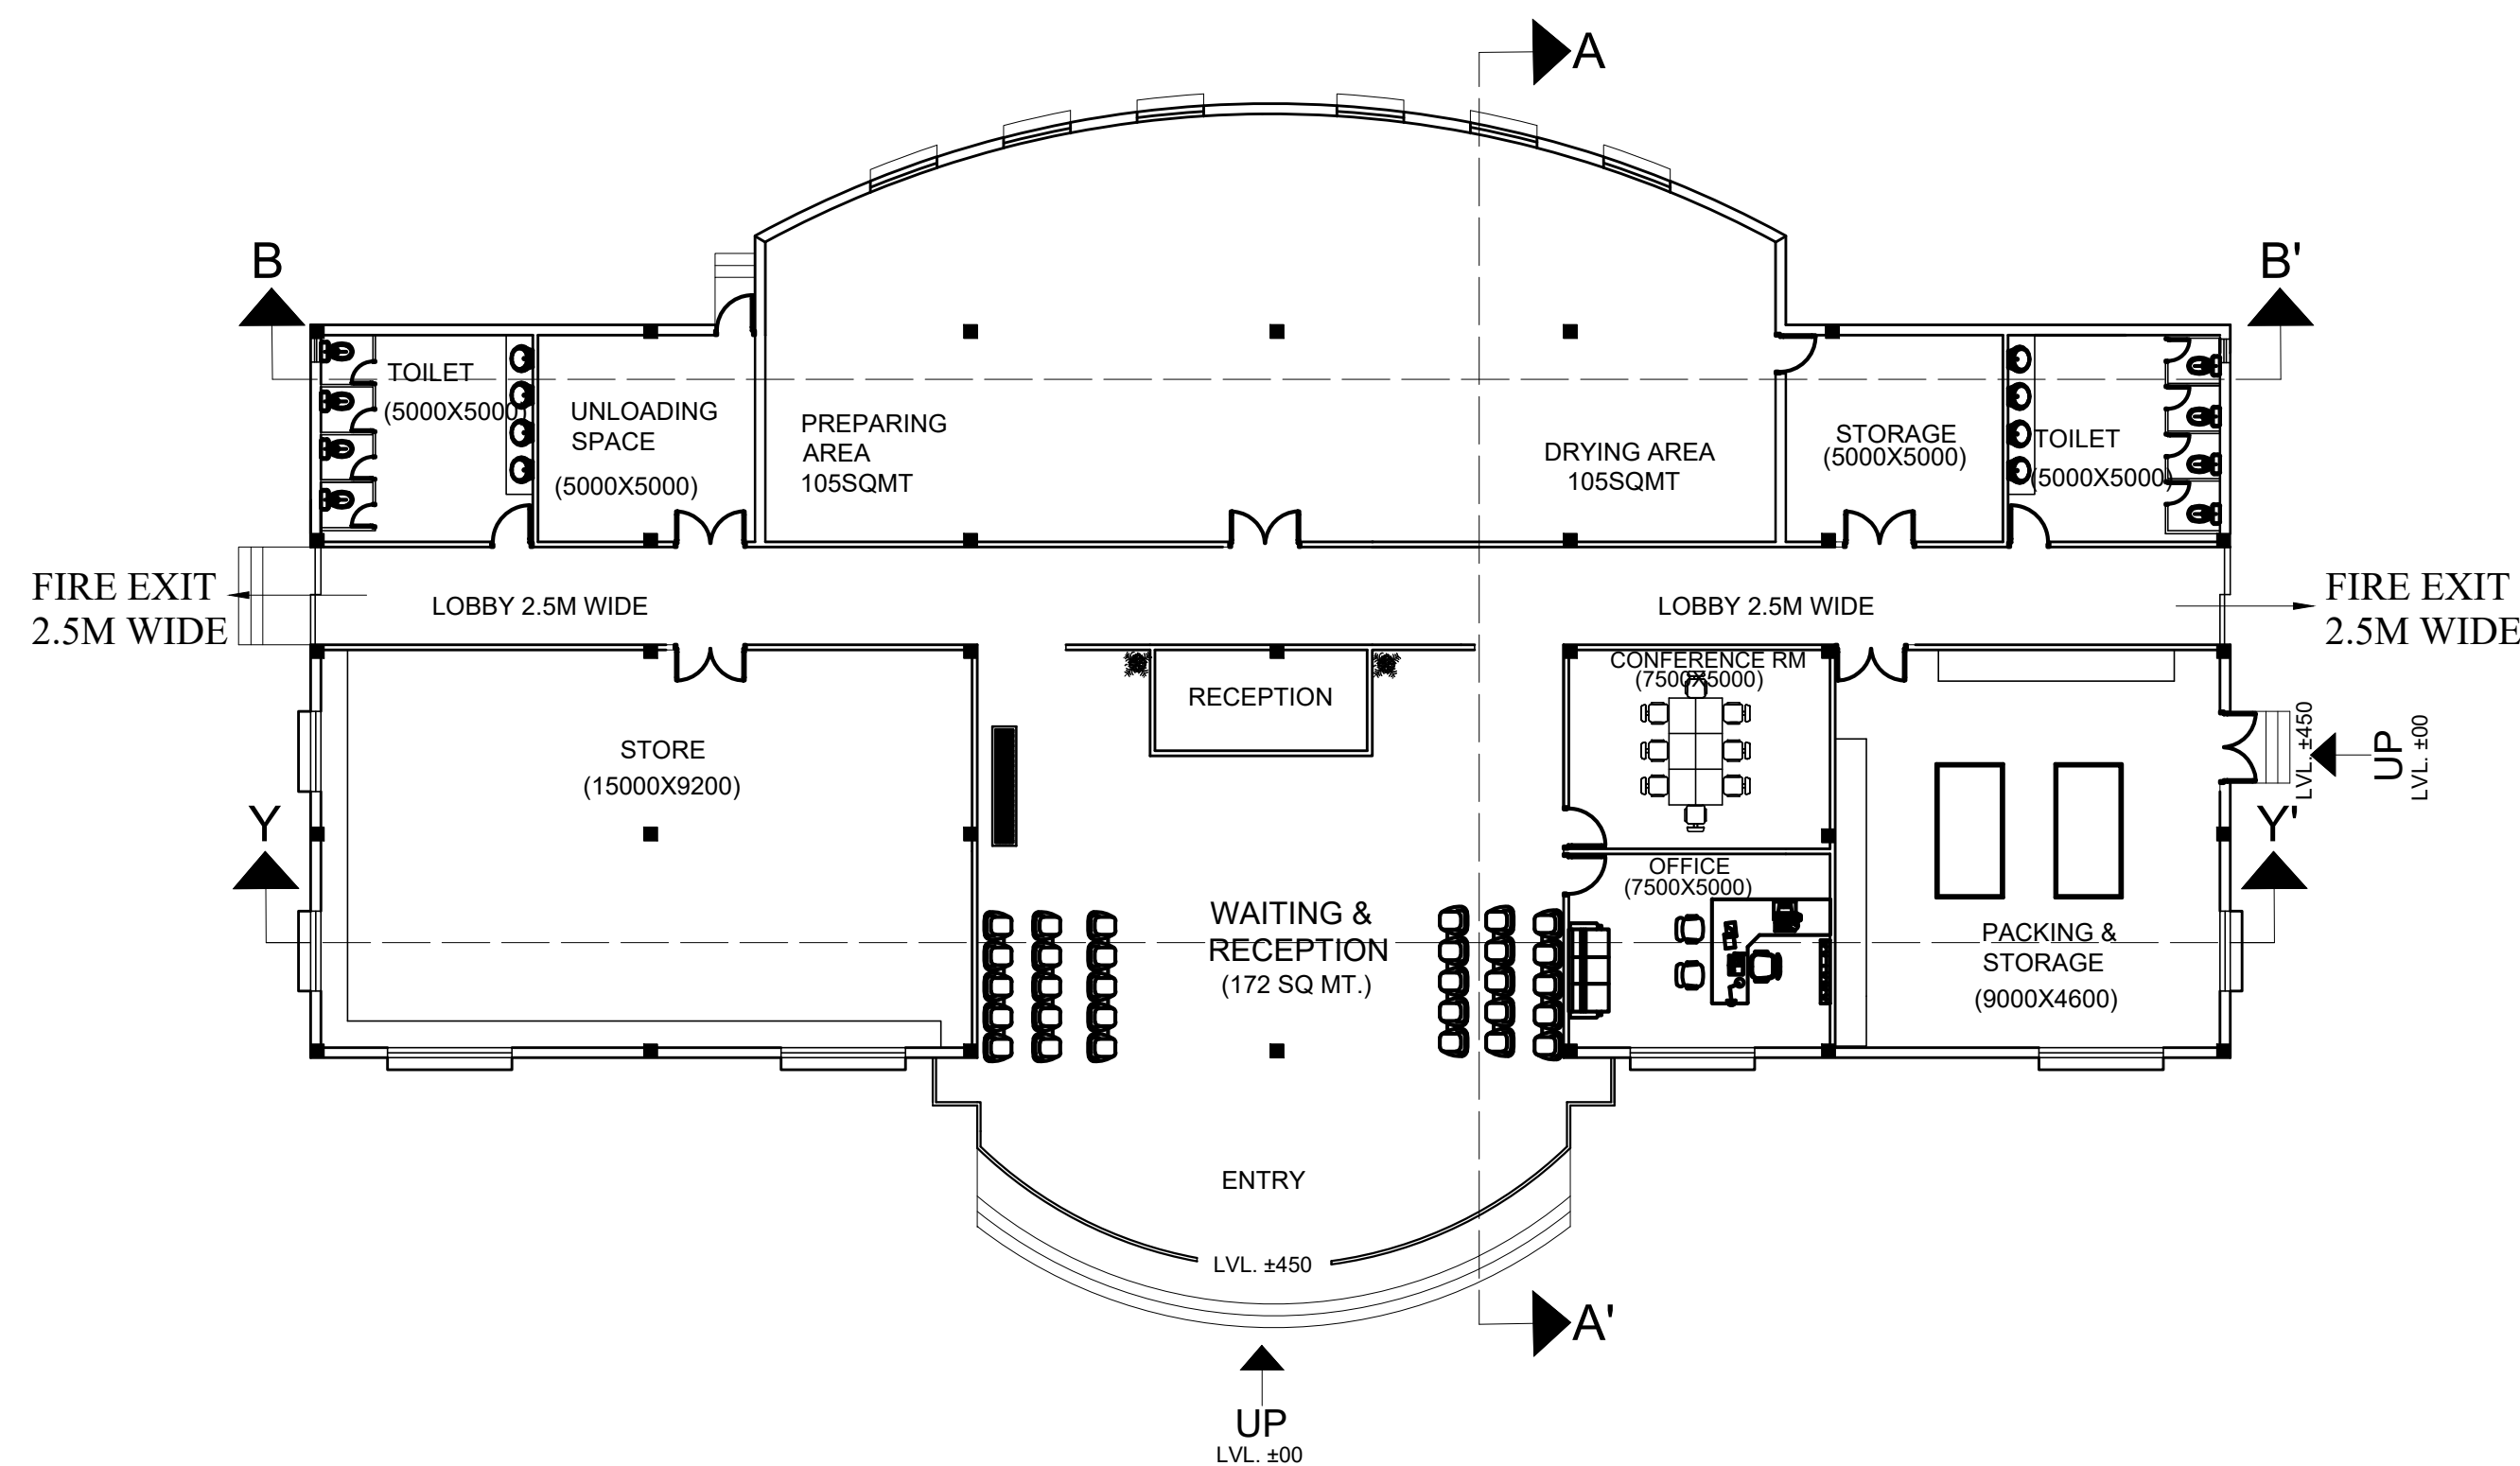 A
B
B'
TOILET
(5000X5000)
UNLOADING
SPACE
(5000X5000)
PREPARING
AREA
105SQMT
DRYING AREA
105SQMT
STORAGE
(5000X5000)
TOILET
(5000X5000)
FIRE EXIT
2.5M WIDE
LOBBY 2.5M WIDE
LOBBY 2.5M WIDE
FIRE EXIT
2.5M WIDE
STORE
(15000X9200)
RECEPTION
CONFERENCE RM
(7500X5000)
LVL. ±450
UP
LVL. ±00
Y
Y'
OFFICE
(7500X5000)
WAITING &
RECEPTION
(172 SQ MT.)
PACKING &
STORAGE
(9000X4600)
ENTRY
LVL. ±450
A'
UP
LVL. ±00